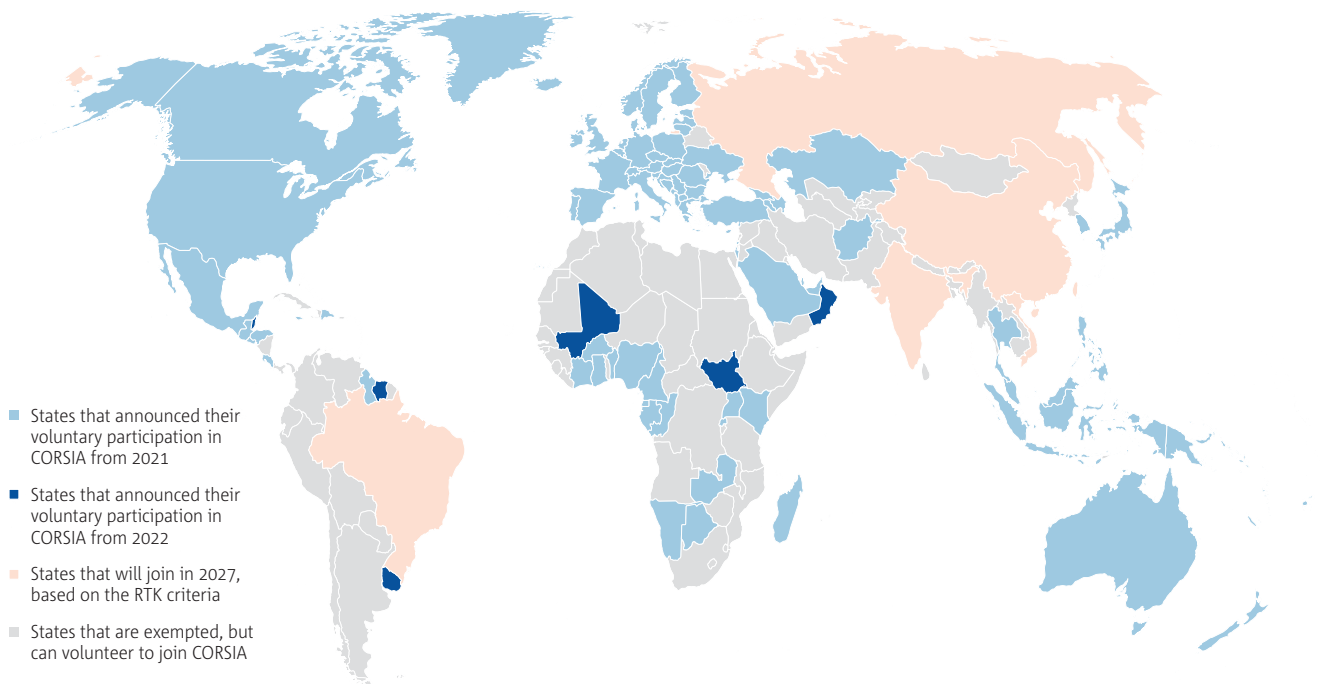 States that announced their
voluntary participation in
CORSIA from 2021
States that announced their
voluntary participation in
CORSIA from 2022
States that will join in 2027,
based on the RTK criteria
States that are exempted, but
can volunteer to join CORSIA